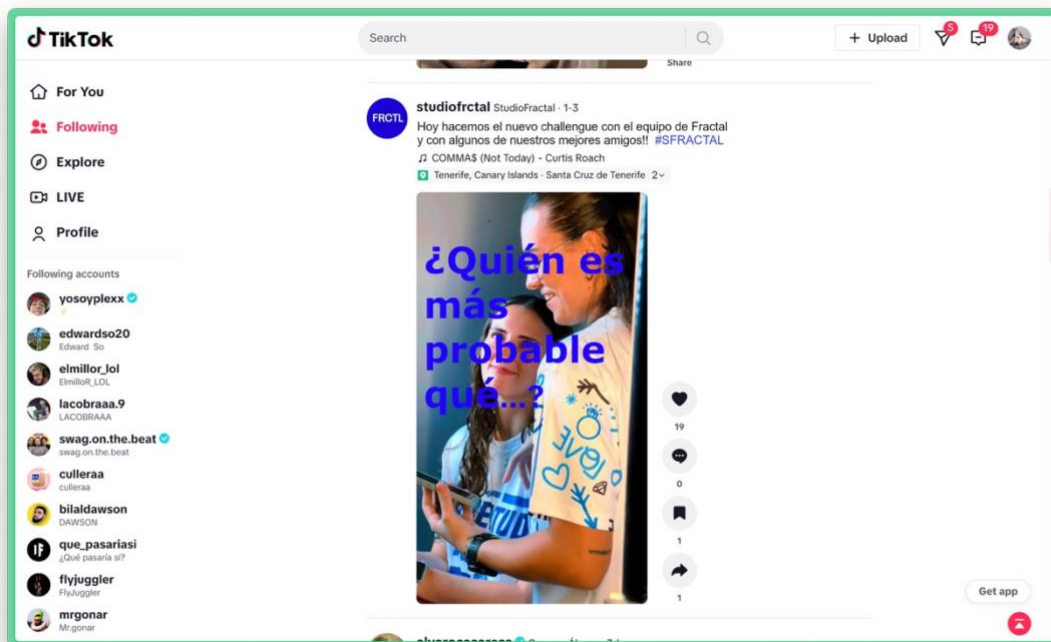 TikTok
Search
+ Upload
5
19
Share
For You
Following
Explore
LIVE
Profile
Following accounts
yosoyplexx
edwardso20
Edward So
elmillor_lol
ElmilloR_LOL
lacobraaa.9
LACOBRAAA
swag.on.the.beat
swag.on.the.beat
culleraa
culleraa
bilaldawson
DAWSON
que_pasariasi
¿Qué pasaría si?
flyjuggler
FlyJuggler
mrgonar
Mr.gonar
FRCTL
studiofrctal StudioFractal · 1-3
Hoy hacemos el nuevo challengue con el equipo de Fractal
y con algunos de nuestros mejores amigos!! #SFRACTAL
COMMA$ (Not Today) - Curtis Roach
Tenerife, Canary Islands · Santa Cruz de Tenerife 2
¿Quién es
más
probable
qué...?
LOVE
19
0
1
1
Get app